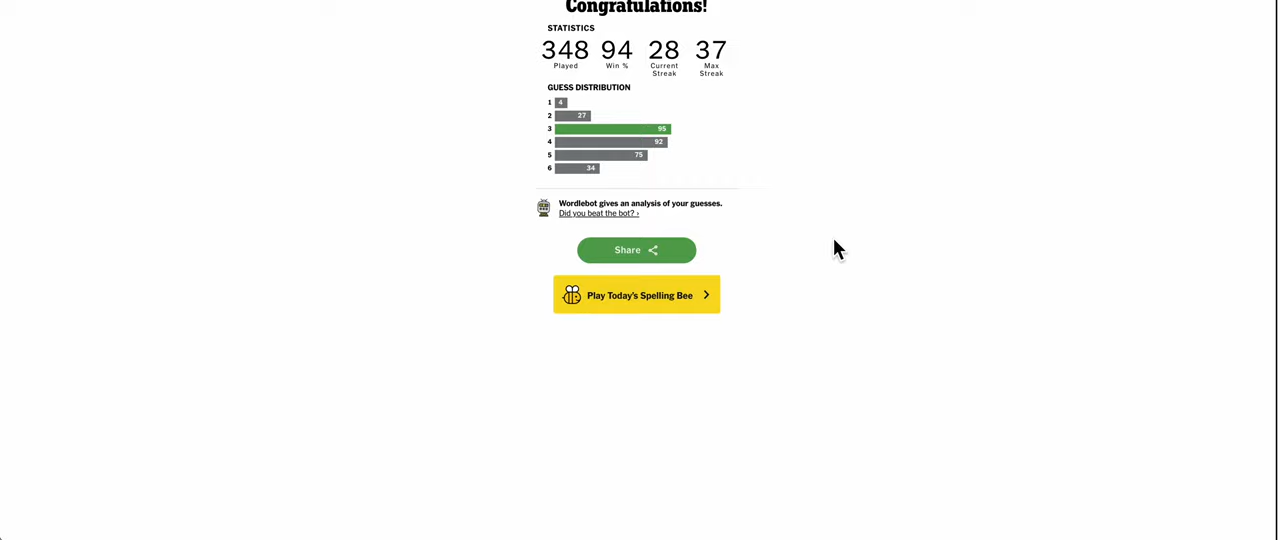 Congratulations!
STATISTICS
348 94 28 37
Played Win % Current Streak Max Streak
GUESS DISTRIBUTION
1 4
2 27
3 95
4 92
5 75
6 34
Wordlebot gives an analysis of your guesses.
Did you beat the bot? ›
Share
Play Today's Spelling Bee